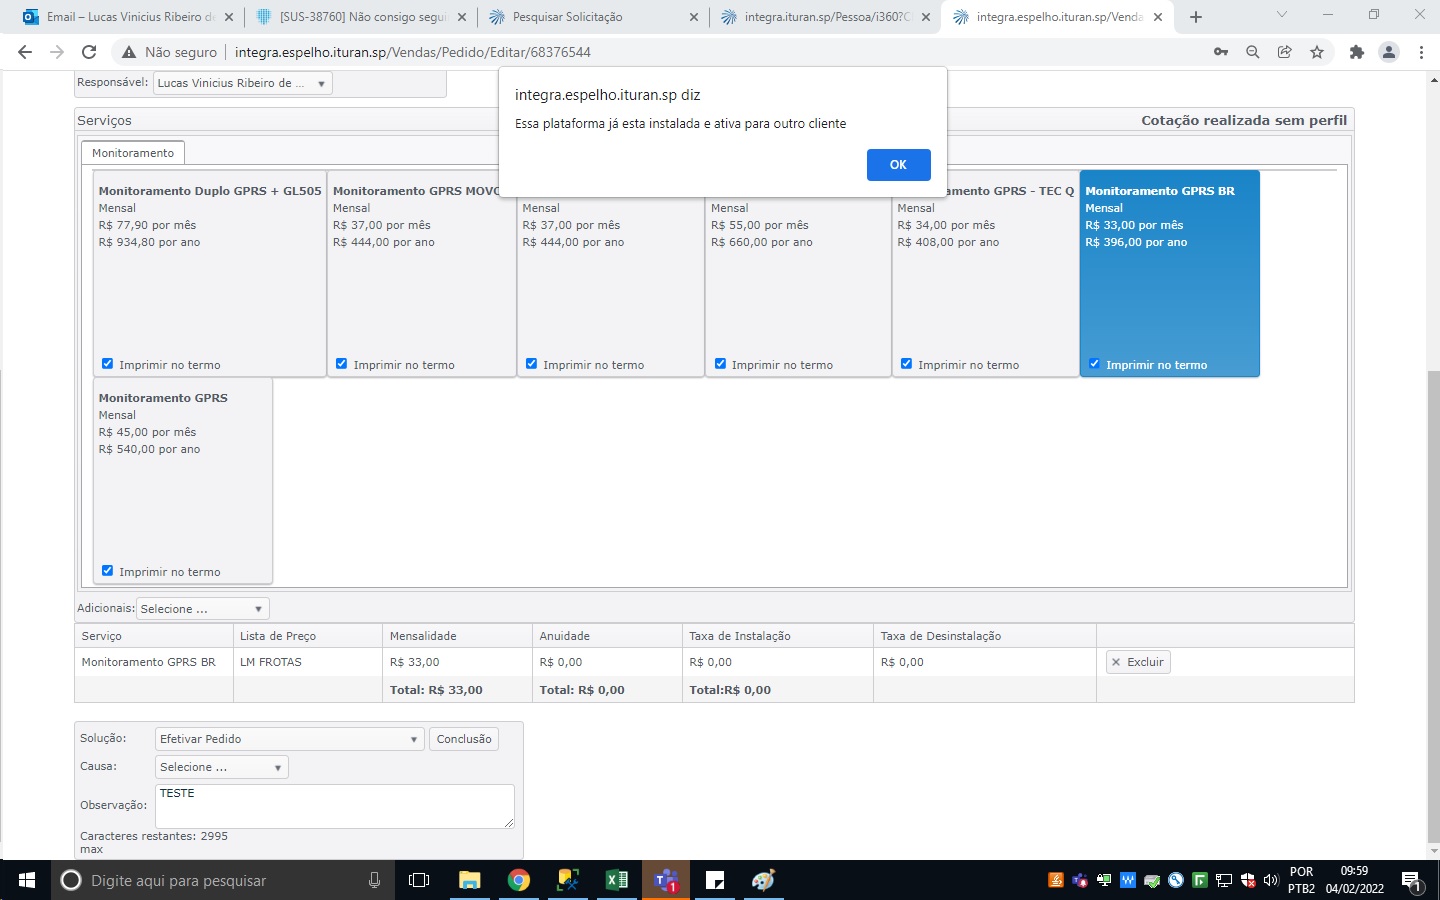 Email – Lucas Vinicius Ribeiro de
[SUS-38760] Não consigo segui
Pesquisar Solicitação
integra.ituran.sp/Pessoa/i360?C
integra.espelho.ituran.sp/Venda
Não seguro
integra.espelho.ituran.sp/Vendas/Pedido/Editar/68376544
integra.espelho.ituran.sp diz
Essa plataforma já esta instalada e ativa para outro cliente
OK
Responsável: Lucas Vinicius Ribeiro de ...
Serviços
Cotação realizada sem perfil
Monitoramento
Monitoramento Duplo GPRS + GL505
Mensal
R$ 77,90 por mês
R$ 934,80 por ano
Imprimir no termo
Monitoramento GPRS MOVO
Mensal
R$ 37,00 por mês
R$ 444,00 por ano
Imprimir no termo
Mensal
R$ 37,00 por mês
R$ 444,00 por ano
Imprimir no termo
Mensal
R$ 55,00 por mês
R$ 660,00 por ano
Imprimir no termo
amento GPRS - TEC Q
Mensal
R$ 34,00 por mês
R$ 408,00 por ano
Imprimir no termo
Monitoramento GPRS BR
Mensal
R$ 33,00 por mês
R$ 396,00 por ano
Imprimir no termo
Monitoramento GPRS
Mensal
R$ 45,00 por mês
R$ 540,00 por ano
Imprimir no termo
Adicionais: Selecione ...
Serviço Lista de Preço Mensalidade Anuidade Taxa de Instalação Taxa de Desinstalação
Monitoramento GPRS BR LM FROTAS R$ 33,00 R$ 0,00 R$ 0,00 R$ 0,00 Excluir
Total: R$ 33,00 Total: R$ 0,00 Total:R$ 0,00
Solução: Efetivar Pedido Conclusão
Causa: Selecione ...
Observação: TESTE
Caracteres restantes: 2995
max
Digite aqui para pesquisar
1
POR
PTB2
09:59
04/02/2022
1